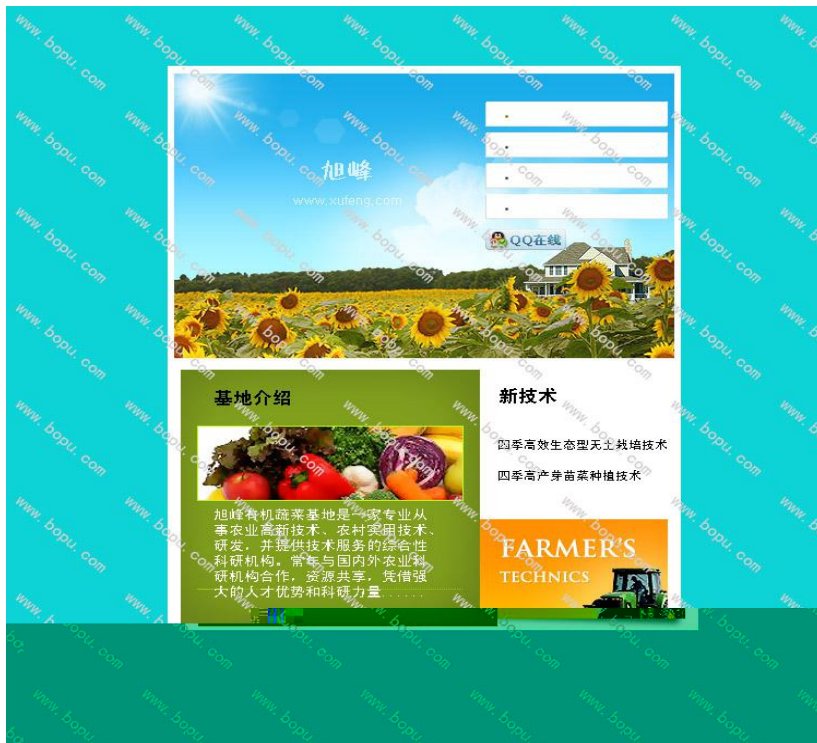 旭峰
www.xufeng.com
QQ在线
基地介绍
旭峰有机蔬菜基地是一家专业从
事农业高新技术、农村实用技术、
研发，并提供技术服务的综合性
科研机构。常年与国内外农业科
研机构合作，资源共享，凭借强
大的人才优势和科研力量......
新技术
四季高效生态型无土栽培技术
四季高产芽苗菜种植技术
FARMER'S
TECHNICS
www.bopu.com